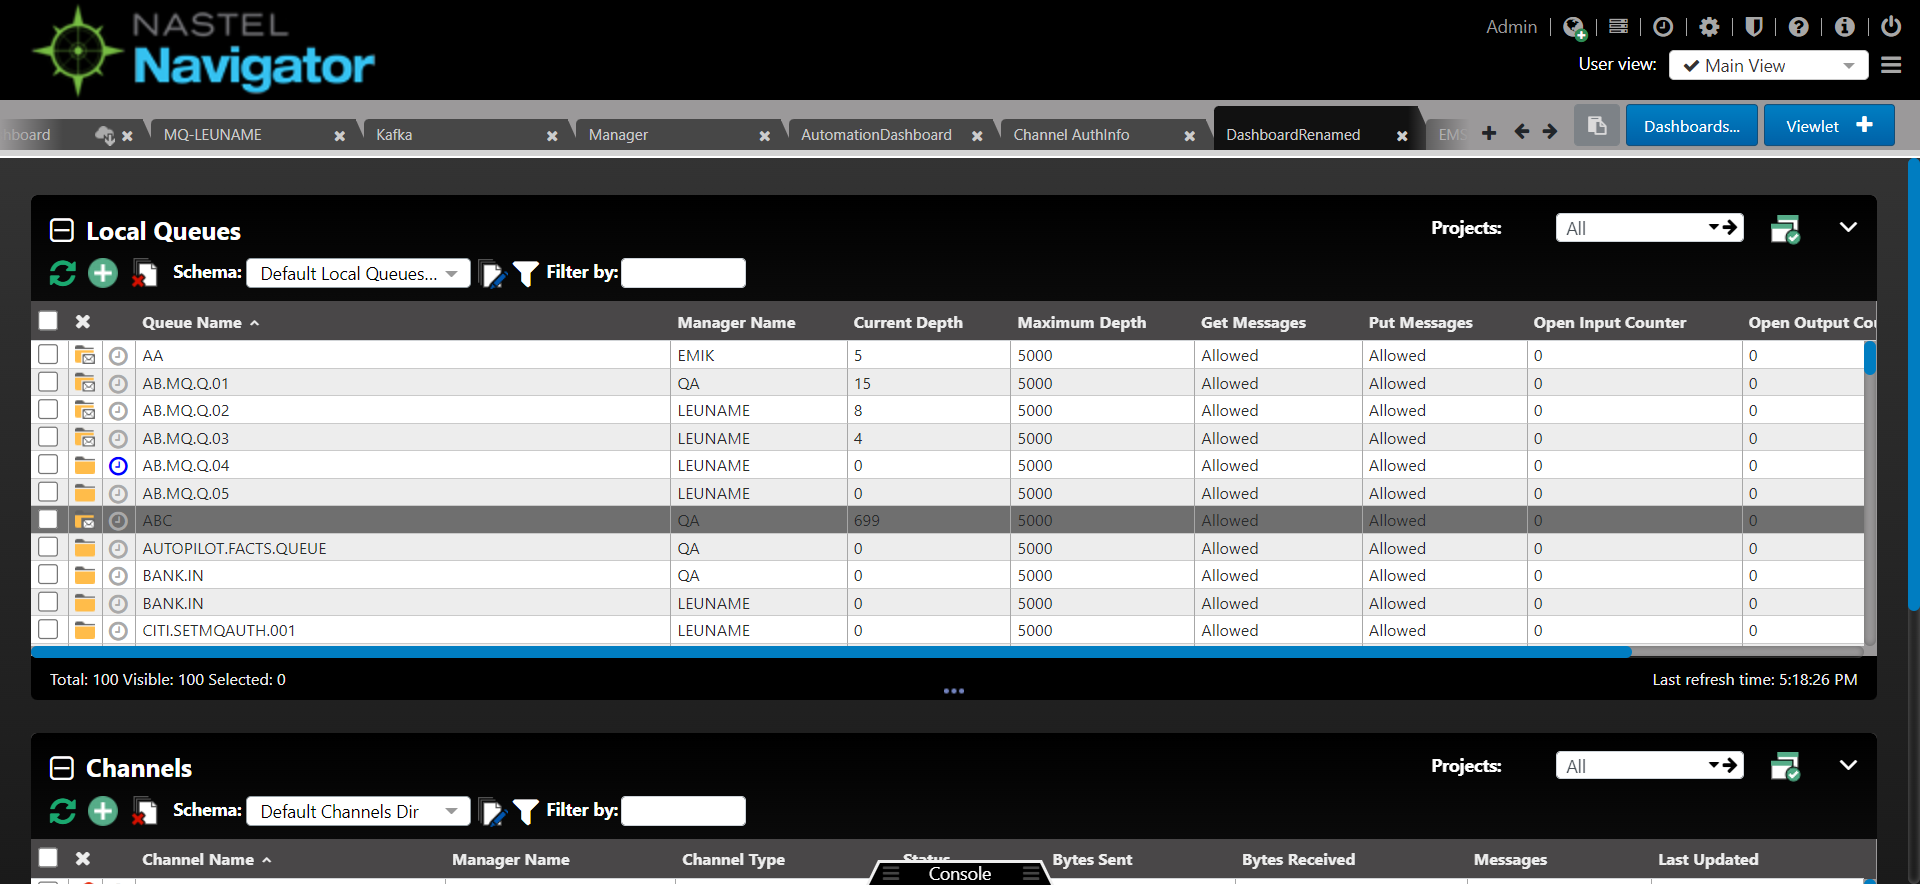 NASTEL
Navigator
Admin
User view: Main View
hboard MQ-LEUNAME Kafka Manager AutomationDashboard Channel AuthInfo DashboardRenamed EMS Dashboards... Viewlet
Local Queues Projects: All
Schema: Default Local Queues... Filter by:
Queue Name Manager Name Current Depth Maximum Depth Get Messages Put Messages Open Input Counter Open Output Cou
AA EMIK 5 5000 Allowed Allowed 0 0
AB.MQ.Q.01 QA 15 5000 Allowed Allowed 0 0
AB.MQ.Q.02 LEUNAME 8 5000 Allowed Allowed 0 0
AB.MQ.Q.03 LEUNAME 4 5000 Allowed Allowed 0 0
AB.MQ.Q.04 LEUNAME 0 5000 Allowed Allowed 0 0
AB.MQ.Q.05 LEUNAME 0 5000 Allowed Allowed 0 0
ABC QA 699 5000 Allowed Allowed 0 0
AUTOPILOT.FACTS.QUEUE QA 0 5000 Allowed Allowed 0 0
BANK.IN QA 0 5000 Allowed Allowed 0 0
BANK.IN LEUNAME 0 5000 Allowed Allowed 0 0
CITI.SETMQAUTH.001 LEUNAME 0 5000 Allowed Allowed 0 0
Total: 100 Visible: 100 Selected: 0 Last refresh time: 5:18:26 PM
Channels Projects: All
Schema: Default Channels Dir Filter by:
Channel Name Manager Name Channel Type Status Bytes Sent Bytes Received Messages Last Updated
Console